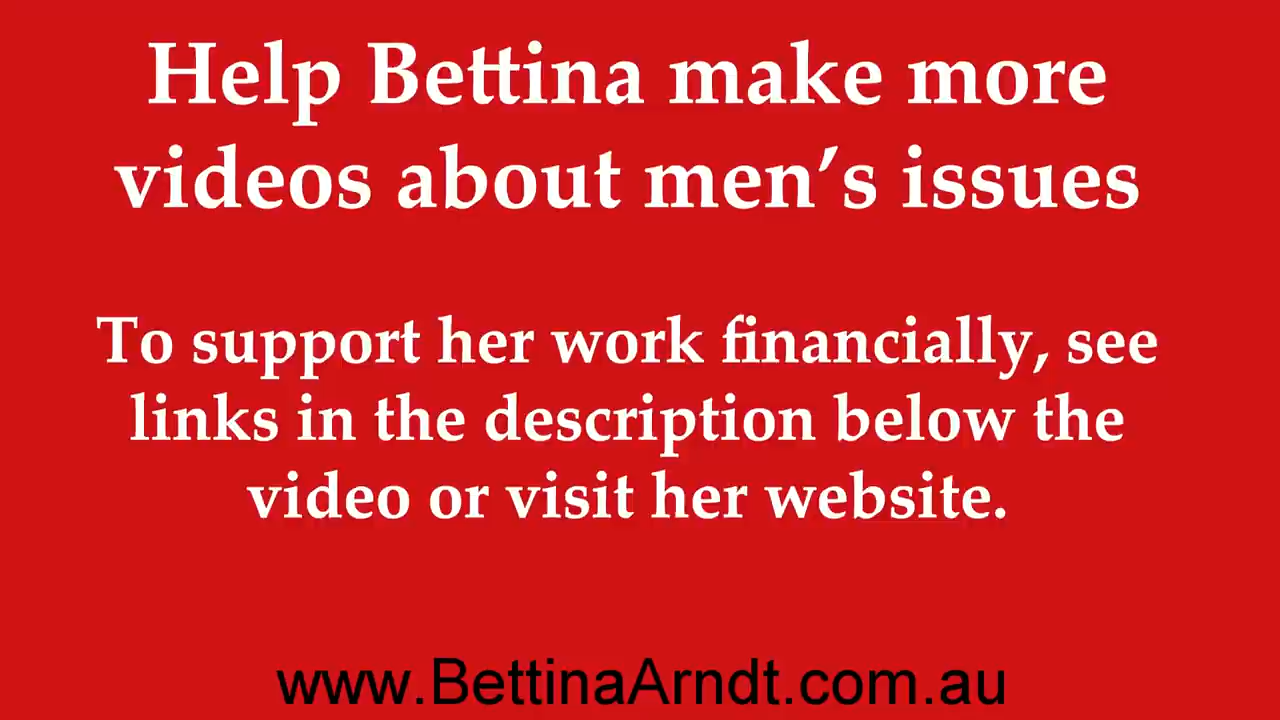 Help Bettina make more
videos about men’s issues
To support her work financially, see
links in the description below the
video or visit her website.
www.BettinaArndt.com.au